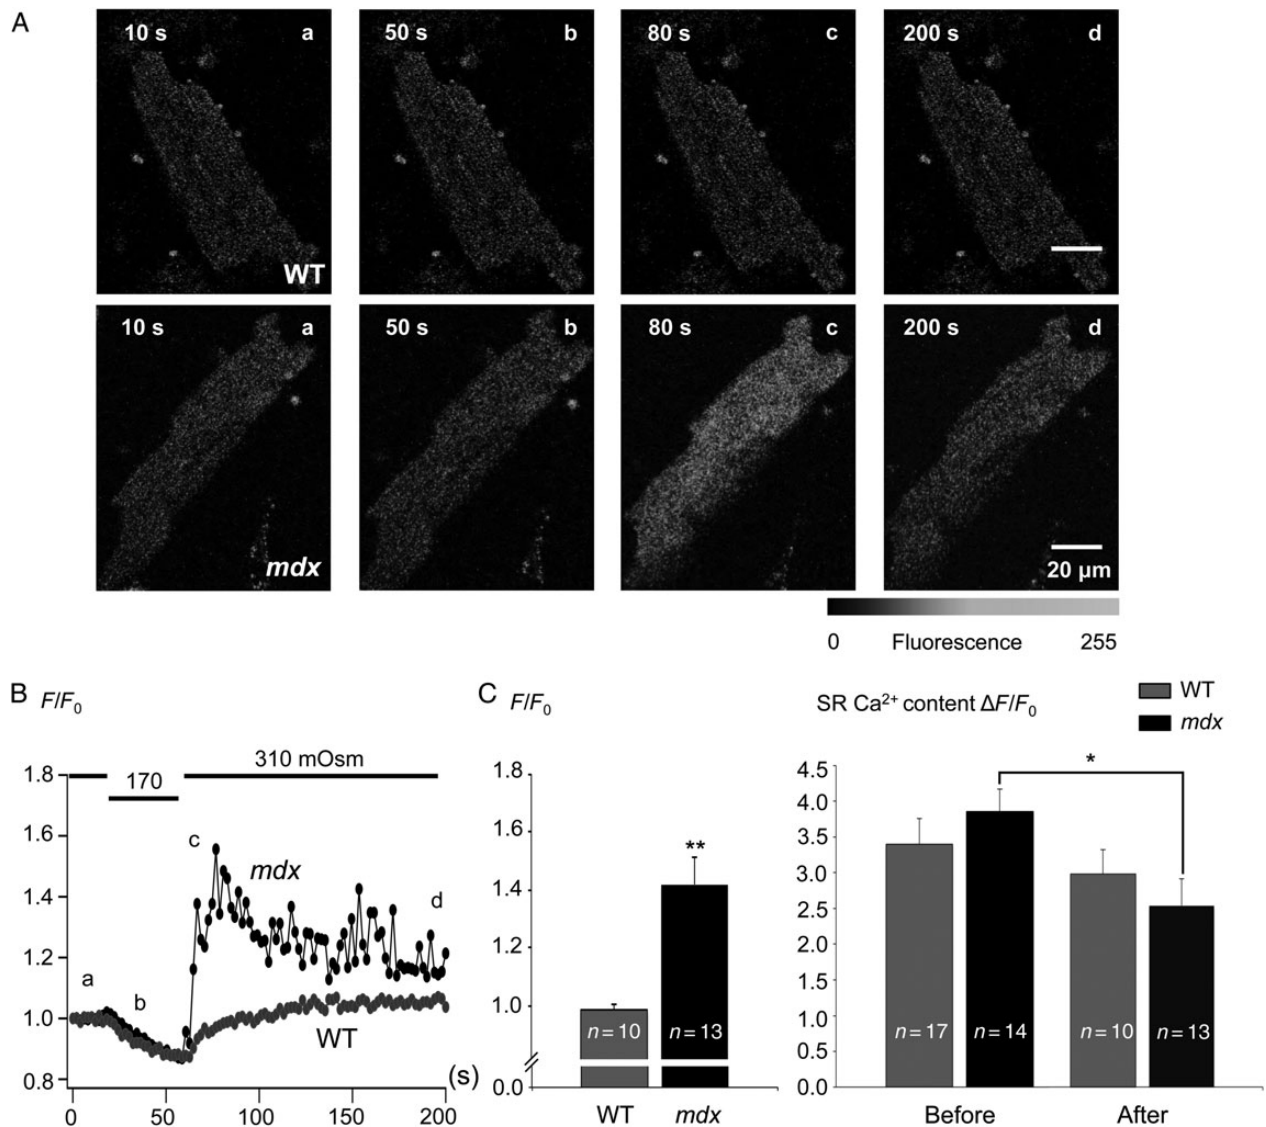 A
10 s a
50 s b
80 s c
200 s d
WT
10 s a
50 s b
80 s c
200 s d
mdx
20 µm
0 Fluorescence 255
B F/F0
C F/F0
SR Ca2+ content ΔF/F0
WT
mdx
310 mOsm
170
1.8
1.6
1.4
1.2
1.0
0.8
c
mdx
d
a
b
WT
0 50 100 150 200
(s)
1.8
1.6
1.4
1.2
1.0
0.0
**
n = 10
n = 13
WT mdx
4.5
4.0
3.5
3.0
2.5
2.0
1.5
1.0
0.5
0.0
*
n = 17
n = 14
n = 10
n = 13
Before After